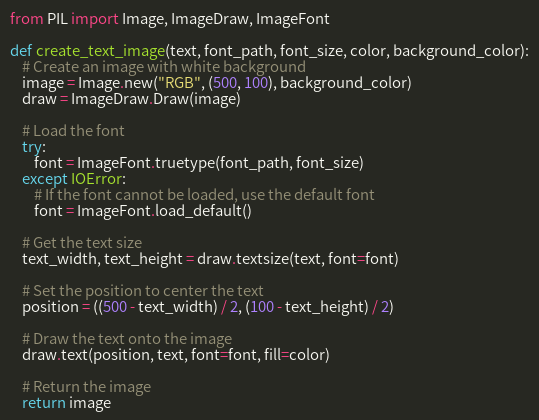 from PIL import Image, ImageDraw, ImageFont

def create_text_image(text, font_path, font_size, color, background_color):
    # Create an image with white background
    image = Image.new("RGB", (500, 100), background_color)
    draw = ImageDraw.Draw(image)

    # Load the font
    try:
        font = ImageFont.truetype(font_path, font_size)
    except IOError:
        # If the font cannot be loaded, use the default font
        font = ImageFont.load_default()

    # Get the text size
    text_width, text_height = draw.textsize(text, font=font)

    # Set the position to center the text
    position = ((500 - text_width) / 2, (100 - text_height) / 2)

    # Draw the text onto the image
    draw.text(position, text, font=font, fill=color)

    # Return the image
    return image